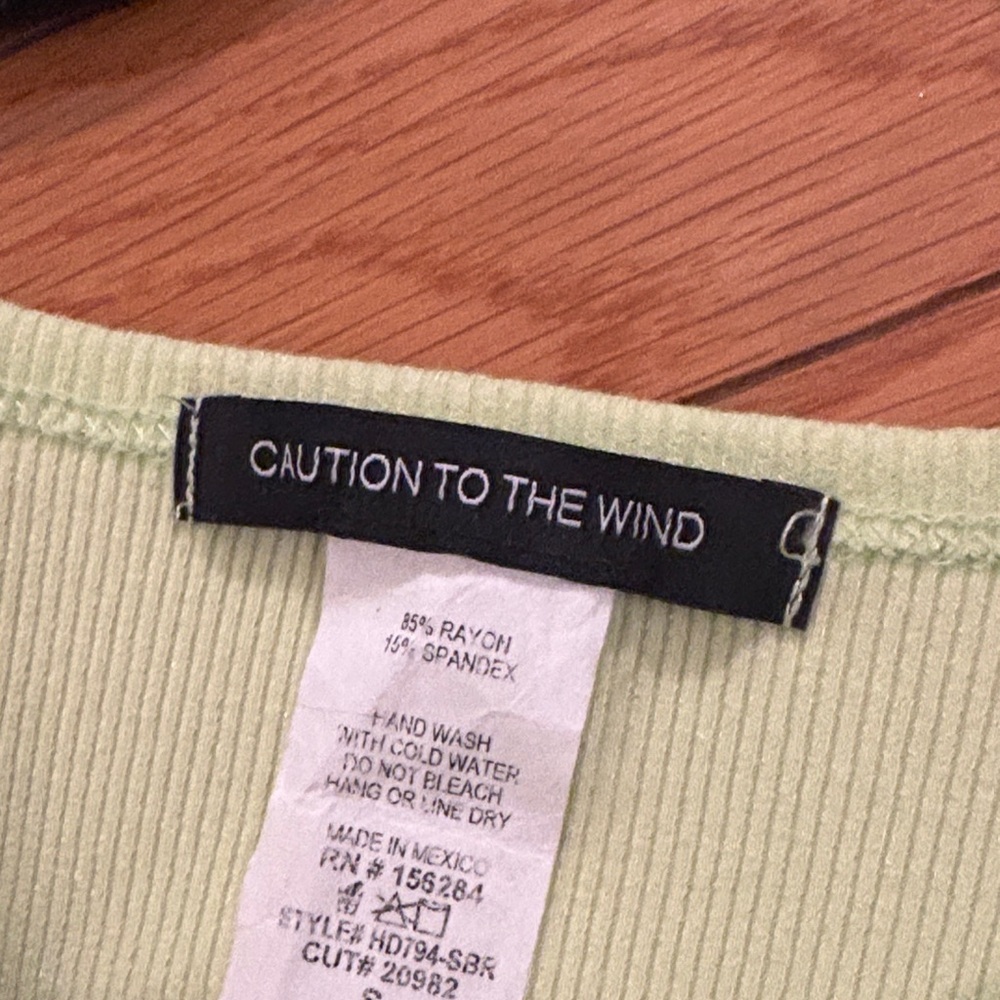 CAUTION TO THE WIND
85% RAYON
15% SPANDEX
HAND WASH
WITH COLD WATER
DO NOT BLEACH
HANG OR LINE DRY
MADE IN MEXICO
RN # 156284
STYLE# HD794-SBR
CUT# 20982